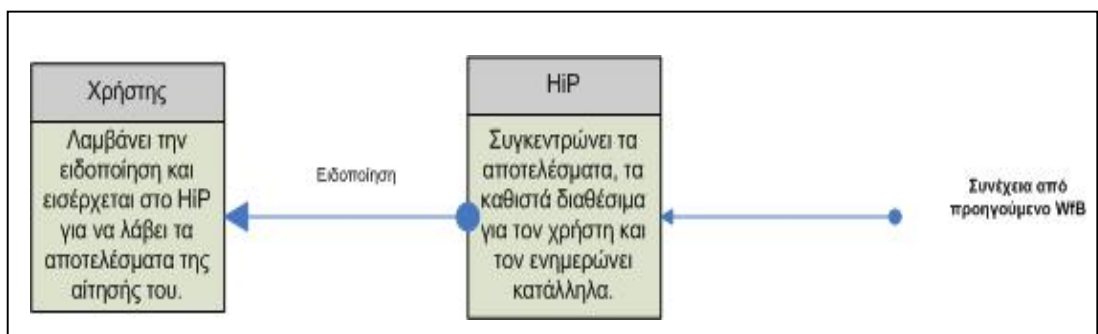 Χρήστης
Λαμβάνει την
ειδοποίηση και
εισέρχεται στο HiP
για να λάβει τα
αποτελέσματα της
αίτησής του.
Ειδοποίηση
HiP
Συγκεντρώνει τα
αποτελέσματα, τα
καθιστά διαθέσιμα
για τον χρήστη και
τον ενημερώνει
κατάλληλα.
Συνέχεια από
προηγούμενο WfB